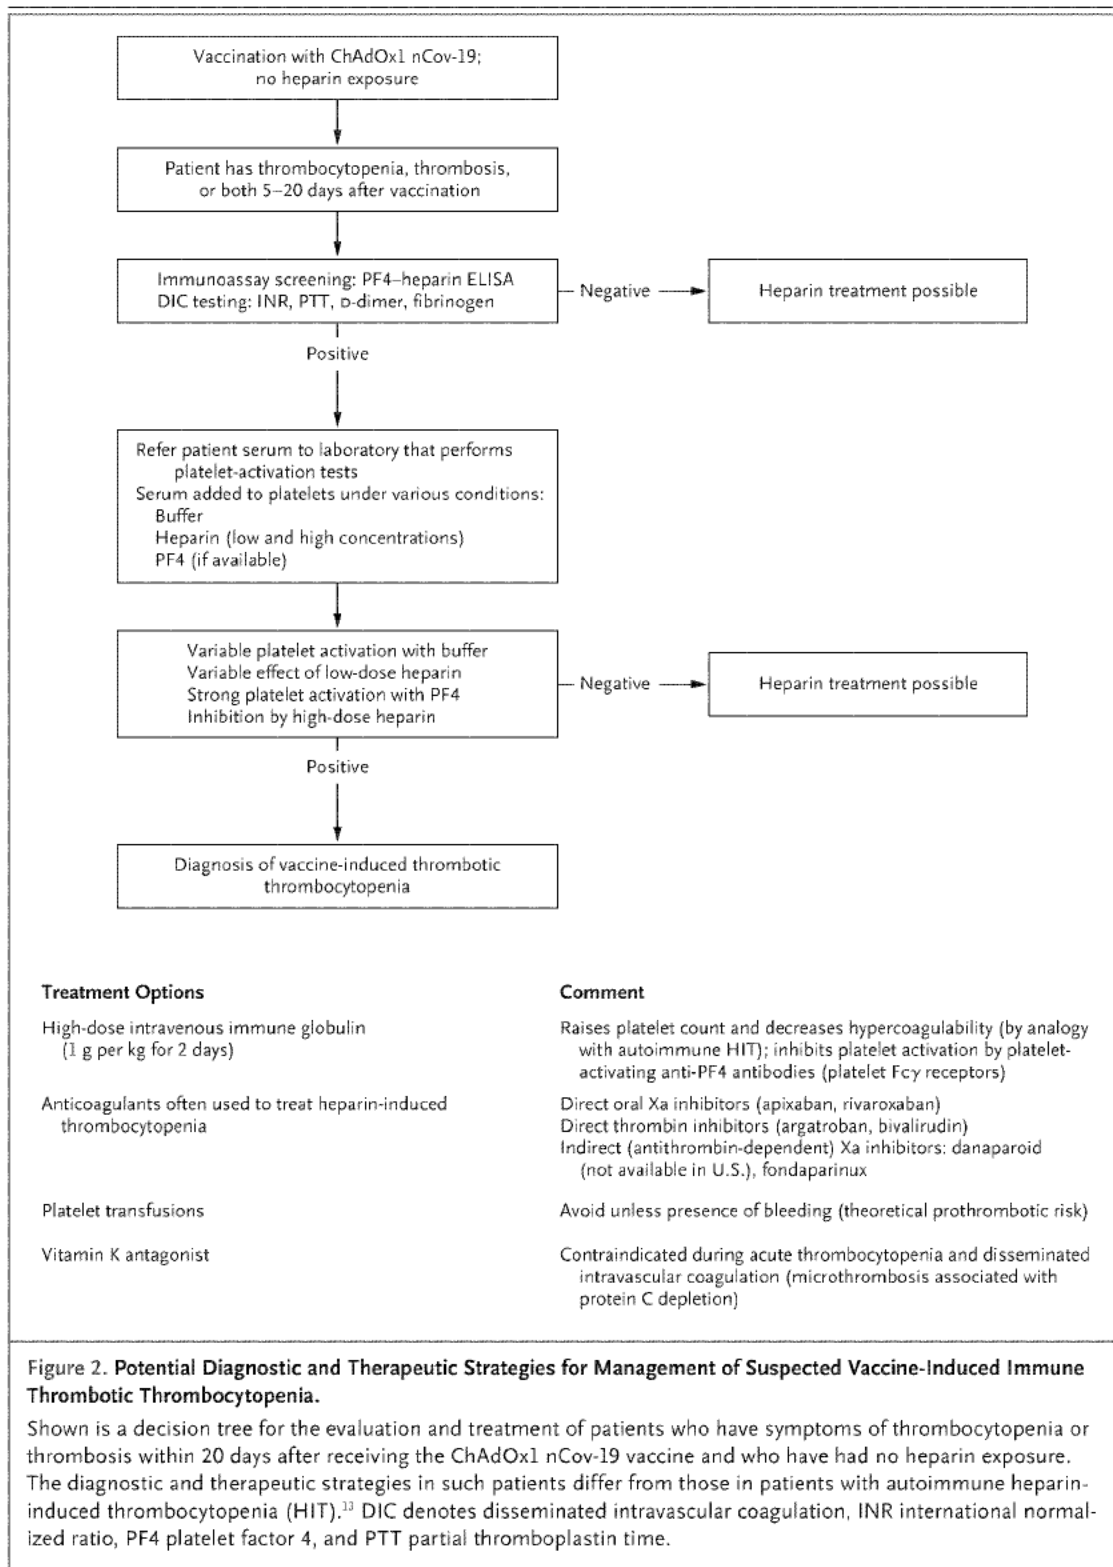 Vaccination with ChAdOx1 nCov-19;
no heparin exposure
Patient has thrombocytopenia, thrombosis,
or both 5–20 days after vaccination
Immunoassay screening: PF4–heparin ELISA
DIC testing: INR, PTT, D-dimer, fibrinogen
Negative
Heparin treatment possible
Positive
Refer patient serum to laboratory that performs
platelet-activation tests
Serum added to platelets under various conditions:
Buffer
Heparin (low and high concentrations)
PF4 (if available)
Variable platelet activation with buffer
Variable effect of low-dose heparin
Strong platelet activation with PF4
Inhibition by high-dose heparin
Negative
Heparin treatment possible
Positive
Diagnosis of vaccine-induced thrombotic
thrombocytopenia
Treatment Options
Comment
High-dose intravenous immune globulin
(1 g per kg for 2 days)
Raises platelet count and decreases hypercoagulability (by analogy
with autoimmune HIT); inhibits platelet activation by platelet-
activating anti-PF4 antibodies (platelet Fcγ receptors)
Anticoagulants often used to treat heparin-induced
thrombocytopenia
Direct oral Xa inhibitors (apixaban, rivaroxaban)
Direct thrombin inhibitors (argatroban, bivalirudin)
Indirect (antithrombin-dependent) Xa inhibitors: danaparoid
(not available in U.S.), fondaparinux
Platelet transfusions
Avoid unless presence of bleeding (theoretical prothrombotic risk)
Vitamin K antagonist
Contraindicated during acute thrombocytopenia and disseminated
intravascular coagulation (microthrombosis associated with
protein C depletion)
Figure 2. Potential Diagnostic and Therapeutic Strategies for Management of Suspected Vaccine-Induced Immune
Thrombotic Thrombocytopenia.
Shown is a decision tree for the evaluation and treatment of patients who have symptoms of thrombocytopenia or
thrombosis within 20 days after receiving the ChAdOx1 nCov-19 vaccine and who have had no heparin exposure.
The diagnostic and therapeutic strategies in such patients differ from those in patients with autoimmune heparin-
induced thrombocytopenia (HIT).¹³ DIC denotes disseminated intravascular coagulation, INR international normal-
ized ratio, PF4 platelet factor 4, and PTT partial thromboplastin time.